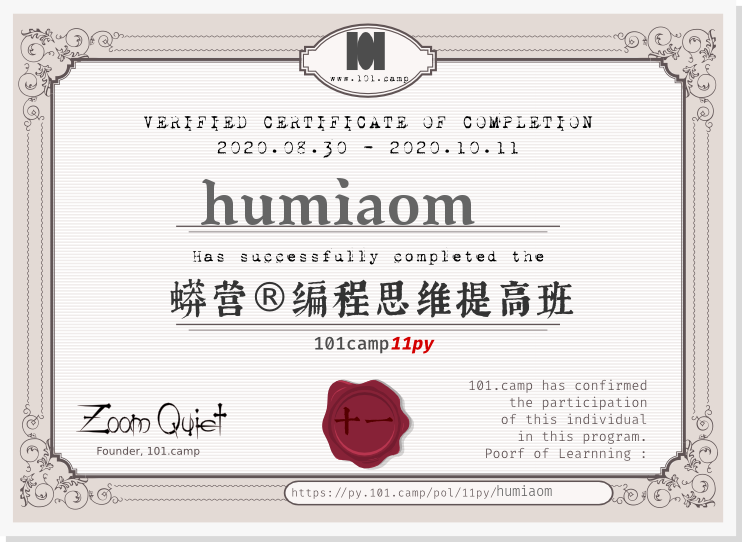 101
www.101.camp
VERIFIED CERTIFICATE OF COMPLETION
2020.08.30 - 2020.10.11
humiaom
Has successfully completed the
蟒营®编程思维提高班
101camp11py
Zoom Quiet
Founder, 101.camp
十一
101.camp has confirmed
the participation
of this individual
in this program.
Poorf of Learnning :
https://py.101.camp/pol/11py/humiaom